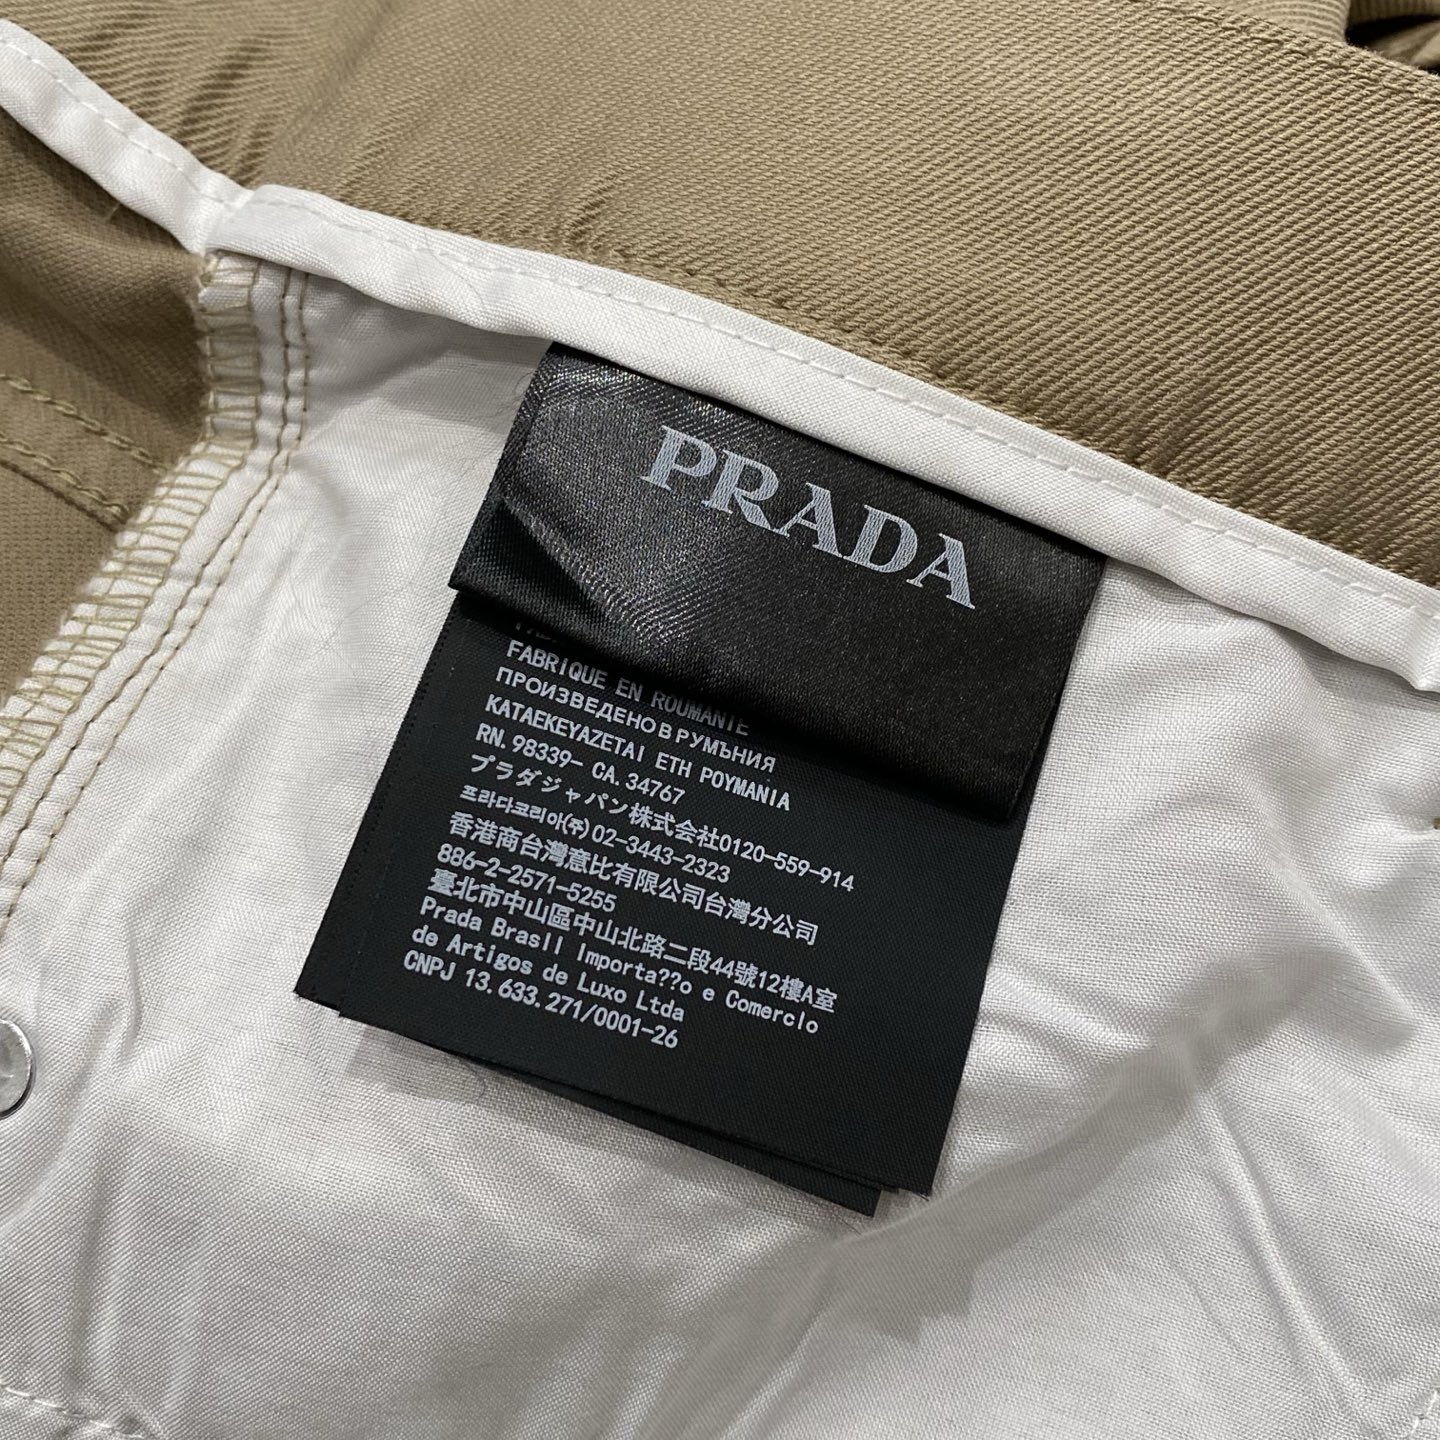 PRADA
FABRIQUE EN ROUMANTE
ПРОИЗВЕДЕНО В РУМЪНИЯ
KATAEKEYAZETAI ETH POYMANIA
RN. 98339- CA. 34767
プラダジャパン株式会社0120-559-914
프라다코리아(주)02-3443-2323
香港商台灣意比有限公司台灣分公司
886-2-2571-5255
臺北市中山區中山北路二段44號12樓A室
Prada Brasil Importa??o e Comercio
de Artigos de Luxo Ltda
CNPJ 13.633.271/0001-26